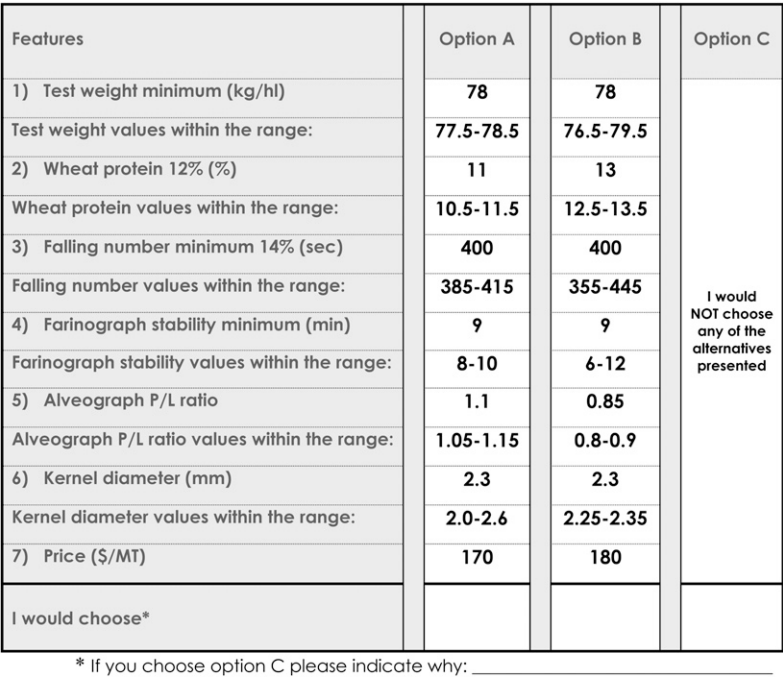 Features Option A Option B Option C
1) Test weight minimum (kg/hl) 78 78
Test weight values within the range: 77.5-78.5 76.5-79.5
2) Wheat protein 12% (%) 11 13
Wheat protein values within the range: 10.5-11.5 12.5-13.5
3) Falling number minimum 14% (sec) 400 400
Falling number values within the range: 385-415 355-445
4) Farinograph stability minimum (min) 9 9
Farinograph stability values within the range: 8-10 6-12
5) Alveograph P/L ratio 1.1 0.85
Alveograph P/L ratio values within the range: 1.05-1.15 0.8-0.9
6) Kernel diameter (mm) 2.3 2.3
Kernel diameter values within the range: 2.0-2.6 2.25-2.35
7) Price ($/MT) 170 180
I would
NOT choose
any of the
alternatives
presented
I would choose*
* If you choose option C please indicate why: